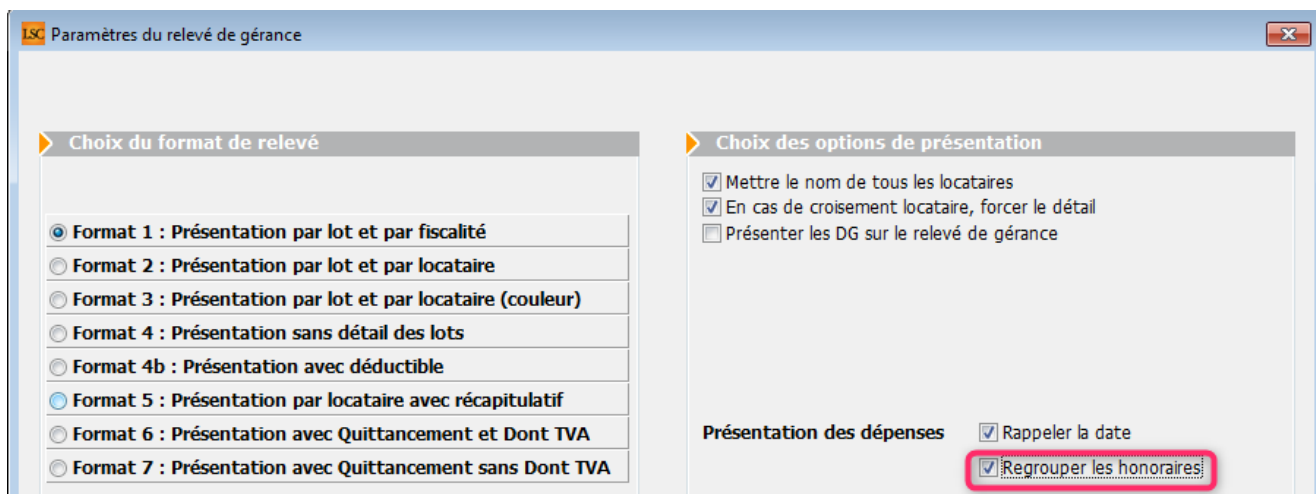 LSC Paramètres du relevé de gérance
Choix du format de relevé
Format 1 : Présentation par lot et par fiscalité
Format 2 : Présentation par lot et par locataire
Format 3 : Présentation par lot et par locataire (couleur)
Format 4 : Présentation sans détail des lots
Format 4b : Présentation avec déductible
Format 5 : Présentation par locataire avec récapitulatif
Format 6 : Présentation avec Quittancement et Dont TVA
Format 7 : Présentation avec Quittancement sans Dont TVA
Choix des options de présentation
Mettre le nom de tous les locataires
En cas de croisement locataire, forcer le détail
Présenter les DG sur le relevé de gérance
Présentation des dépenses Rappeler la date
Regrouper les honoraires